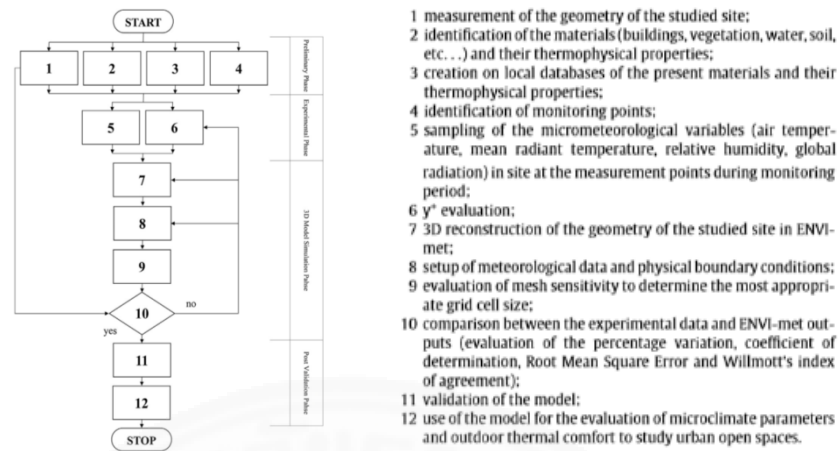 START
1
2
3
4
5
6
7
8
9
10
no
yes
11
12
STOP
Preliminary Phase
Experimental Phase
3D Model Simulation Pahse
Post Validation Pahse
1 measurement of the geometry of the studied site;
2 identification of the materials (buildings, vegetation, water, soil,
etc...) and their thermophysical properties;
3 creation on local databases of the present materials and their
thermophysical properties;
4 identification of monitoring points;
5 sampling of the micrometeorological variables (air temper-
ature, mean radiant temperature, relative humidity, global
radiation) in site at the measurement points during monitoring
period;
6 y⁺ evaluation;
7 3D reconstruction of the geometry of the studied site in ENVI-
met;
8 setup of meteorological data and physical boundary conditions;
9 evaluation of mesh sensitivity to determine the most appropri-
ate grid cell size;
10 comparison between the experimental data and ENVI-met out-
puts (evaluation of the percentage variation, coefficient of
determination, Root Mean Square Error and Willmott's index
of agreement);
11 validation of the model;
12 use of the model for the evaluation of microclimate parameters
and outdoor thermal comfort to study urban open spaces.